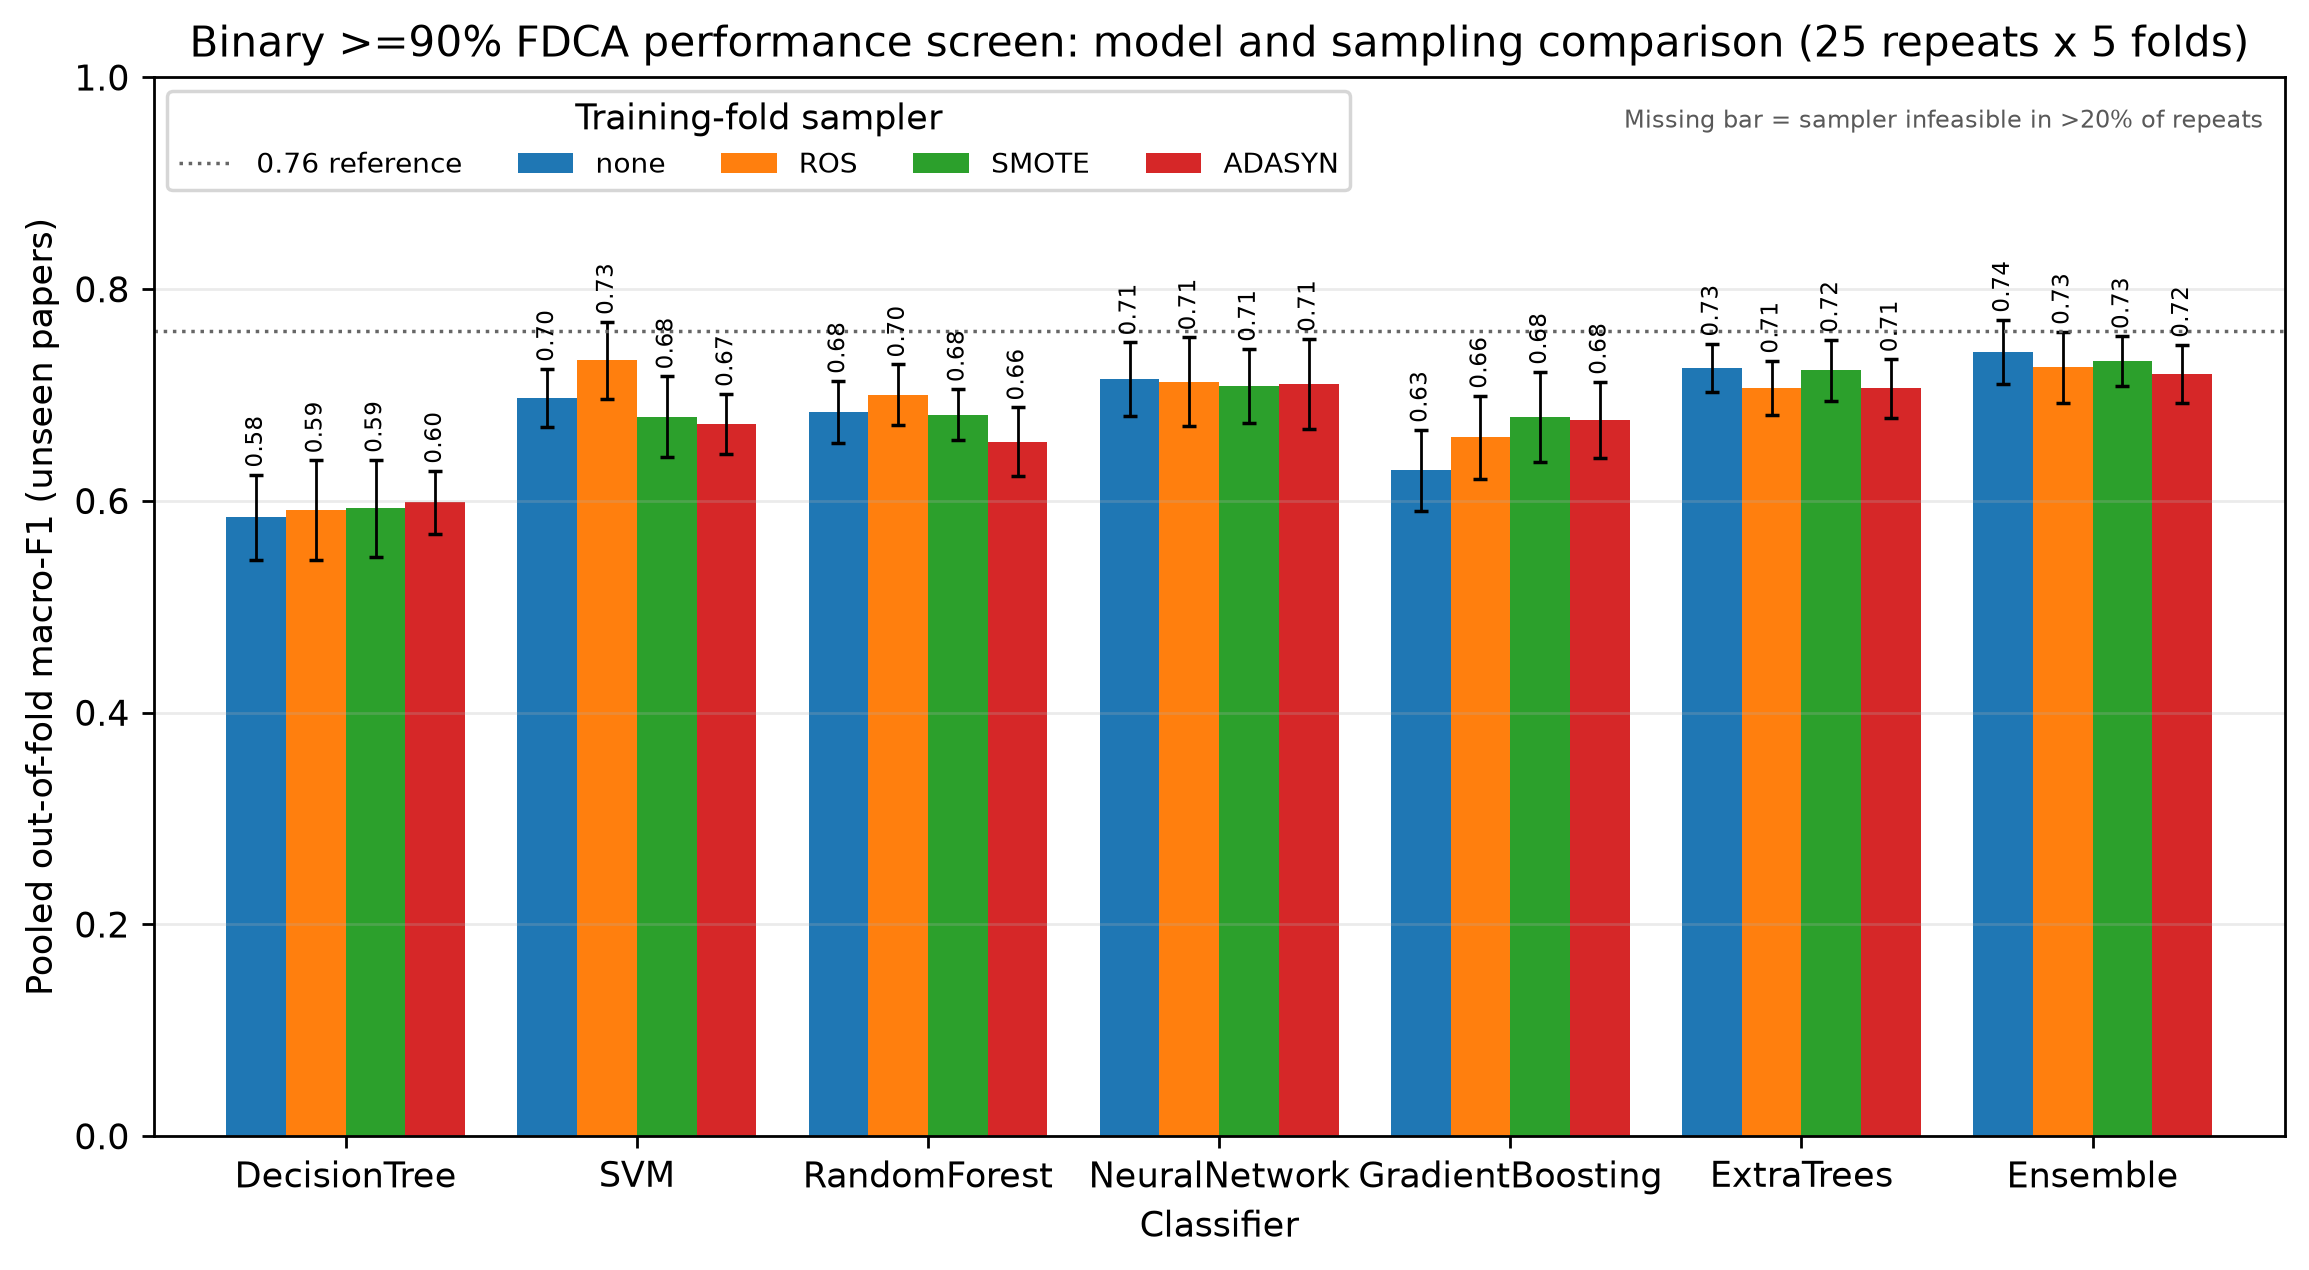 Binary >=90% FDCA performance screen: model and sampling comparison (25 repeats x 5 folds)
Training-fold sampler
0.76 reference none ROS SMOTE ADASYN
Missing bar = sampler infeasible in >20% of repeats
Pooled out-of-fold macro-F1 (unseen papers)
1.0
0.8
0.6
0.4
0.2
0.0
0.58 0.59 0.59 0.60
0.70 0.73 0.68 0.67
0.68 0.70 0.68 0.66
0.71 0.71 0.71 0.71
0.63 0.66 0.68 0.68
0.73 0.71 0.72 0.71
0.74 0.73 0.73 0.72
DecisionTree SVM RandomForest NeuralNetwork GradientBoosting ExtraTrees Ensemble
Classifier